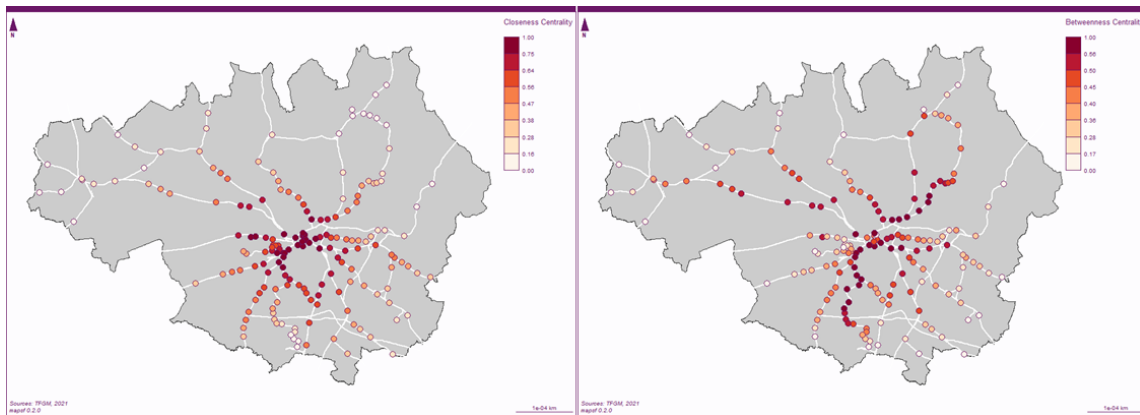 Closeness Centrality
N
1.00
0.75
0.64
0.56
0.47
0.38
0.28
0.16
0.00
Sources: TFGM, 2021
mapsf 0.2.0
1e-04 km
Betweenness Centralit
N
1.00
0.56
0.50
0.45
0.40
0.36
0.28
0.17
0.00
Sources: TFGM, 2021
mapsf 0.2.0
1e-04 km